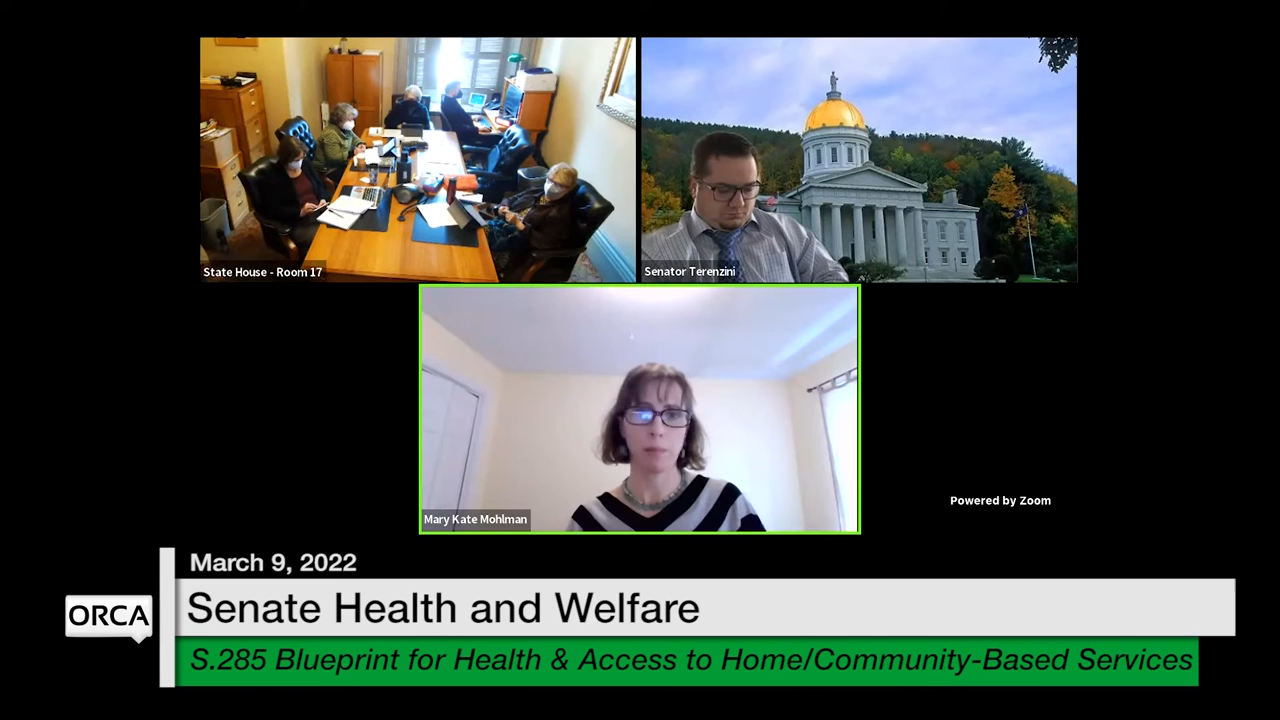 State House - Room 17
Senator Terenzini
Mary Kate Mohlman
Powered by Zoom
March 9, 2022
ORCA
Senate Health and Welfare
S.285 Blueprint for Health & Access to Home/Community-Based Services